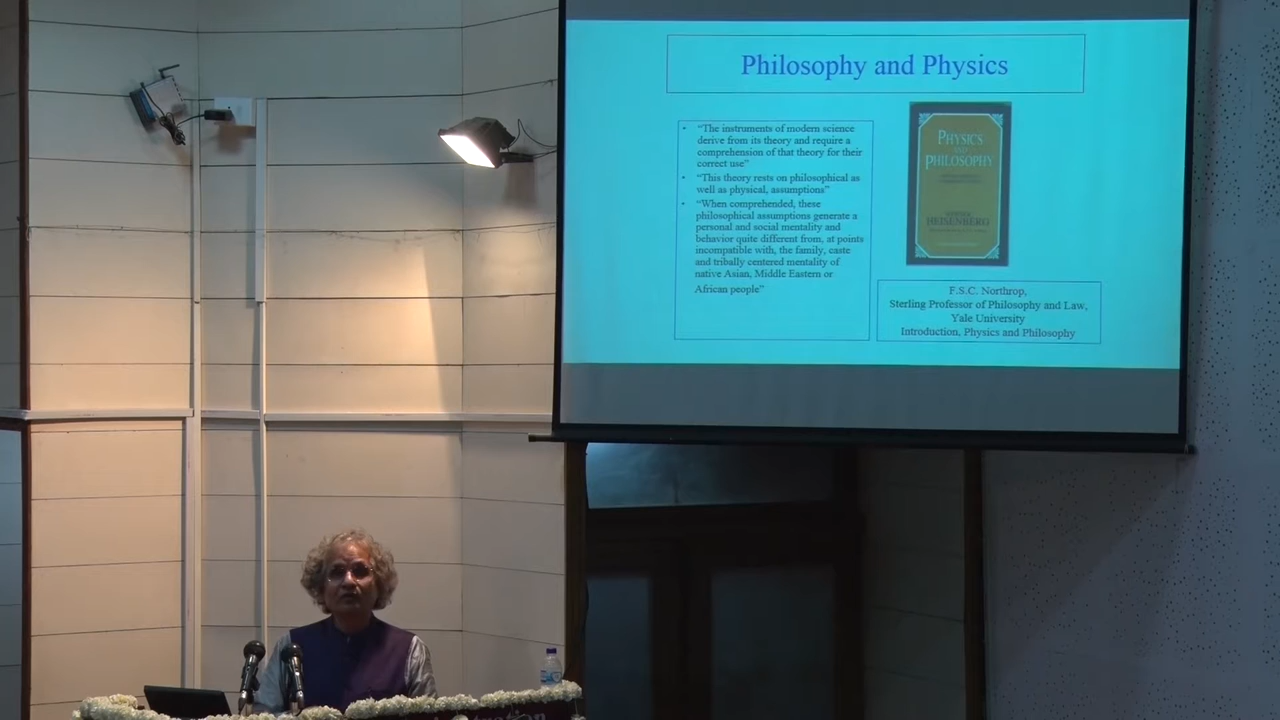 Philosophy and Physics
• “The instruments of modern science
derive from its theory and require a
comprehension of that theory for their
correct use”
• “This theory rests on philosophical as
well as physical, assumptions”
• “When comprehended, these
philosophical assumptions generate a
personal and social mentality and
behavior quite different from, at points
incompatible with, the family, caste
and tribally centered mentality of
native Asian, Middle Eastern or
African people”
PHYSICS
AND
PHILOSOPHY
HEISENBERG
F.S.C. Northrop,
Sterling Professor of Philosophy and Law,
Yale University
Introduction, Physics and Philosophy